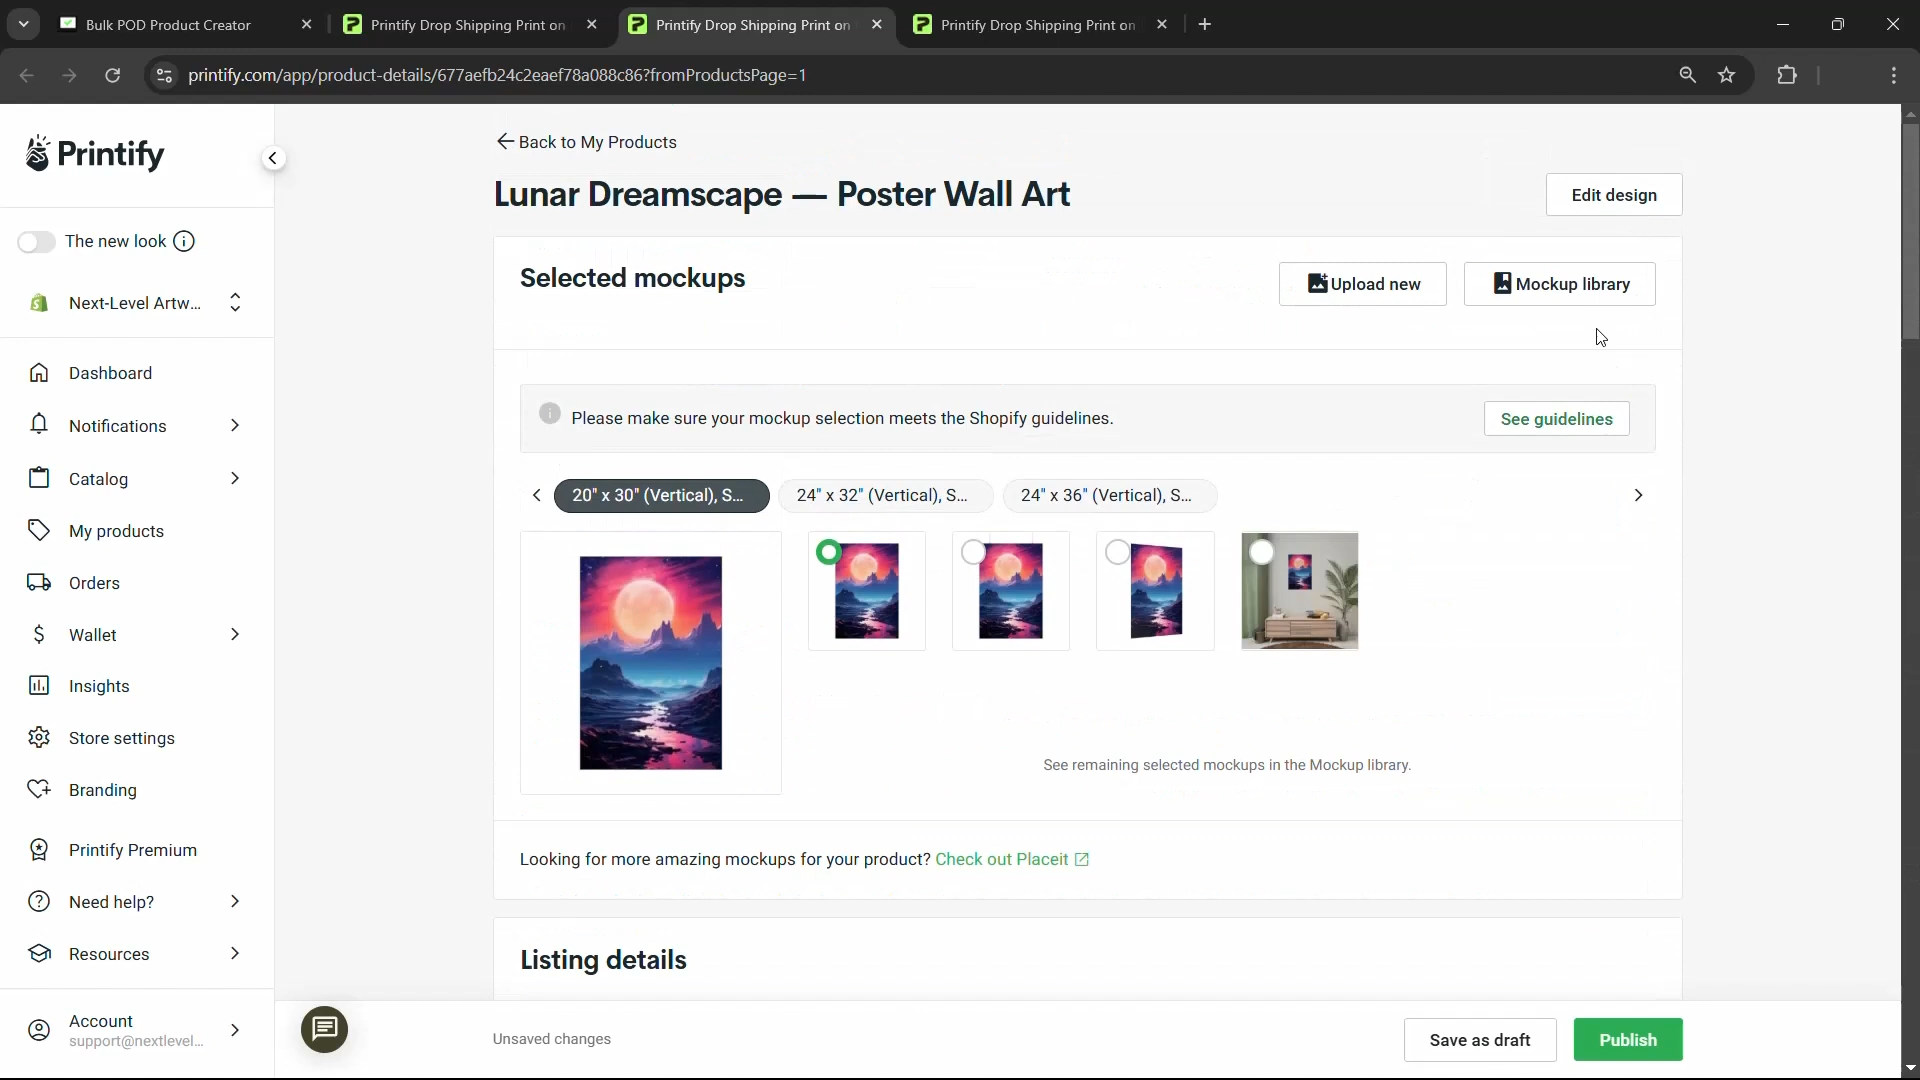 Bulk POD Product Creator
Printify Drop Shipping Print on
Printify Drop Shipping Print on
Printify Drop Shipping Print on
printify.com/app/product-details/677aefb24c2eaef78a088c86?fromProductsPage=1
Printify
The new look
Next-Level Artw...
Dashboard
Notifications
Catalog
My products
Orders
Wallet
Insights
Store settings
Branding
Printify Premium
Need help?
Resources
Account
support@nextlevel...
Back to My Products
Lunar Dreamscape — Poster Wall Art
Edit design
Selected mockups
Upload new
Mockup library
Please make sure your mockup selection meets the Shopify guidelines.
See guidelines
20" x 30" (Vertical), S...
24" x 32" (Vertical), S...
24" x 36" (Vertical), S...
See remaining selected mockups in the Mockup library.
Looking for more amazing mockups for your product? Check out Placeit
Listing details
Unsaved changes
Save as draft
Publish